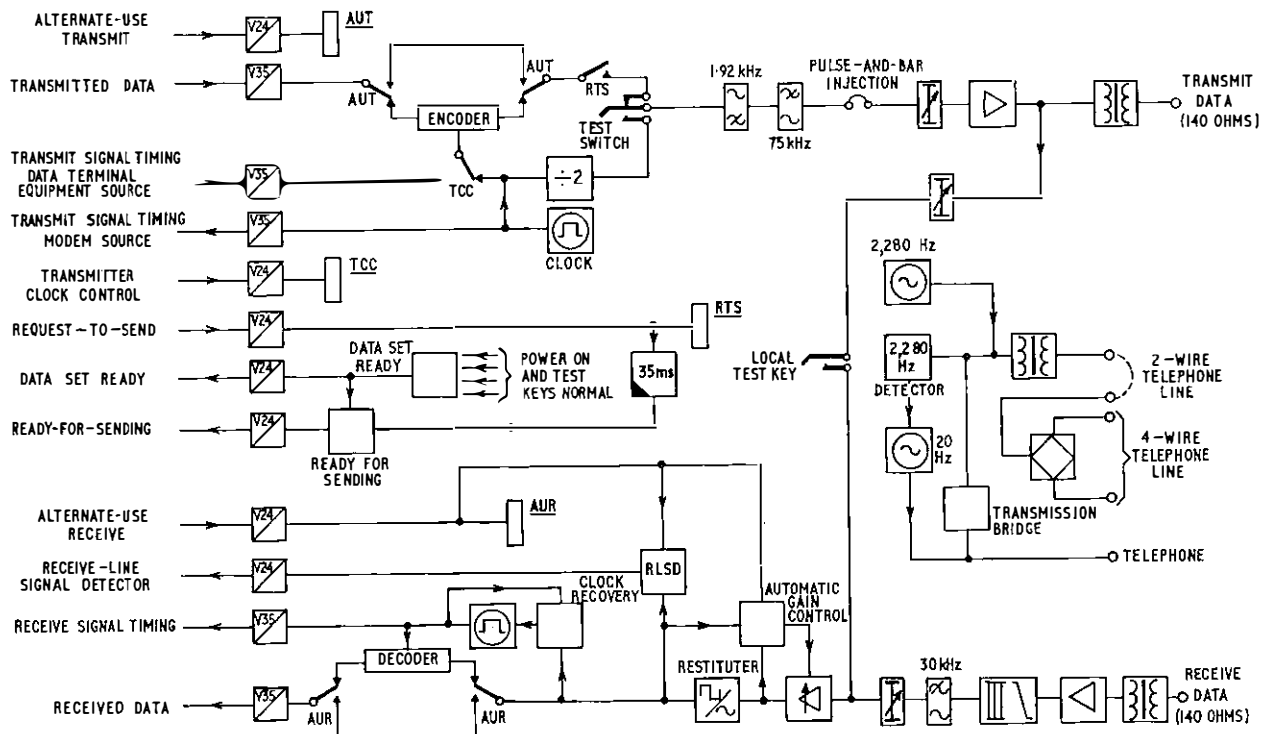 ALTERNATE-USE
TRANSMIT
V24
AUT
TRANSMITTED DATA
V35
AUT
AUT
RTS
ENCODER
TEST
SWITCH
1·92 kHz
75kHz
PULSE-AND-BAR
INJECTION
TRANSMIT
DATA
(140 OHMS)
TRANSMIT SIGNAL TIMING
DATA TERMINAL
EQUIPMENT SOURCE
V35
TCC
÷2
TRANSMIT SIGNAL TIMING
MODEM SOURCE
V35
CLOCK
TRANSMITTER
CLOCK CONTROL
V24
TCC
REQUEST-TO-SEND
V24
RTS
DATA SET READY
V24
DATA SET
READY
POWER ON
AND TEST
KEYS NORMAL
35ms
READY-FOR-SENDING
V24
READY FOR
SENDING
LOCAL
TEST KEY
2,280 Hz
2,280
Hz
DETECTOR
20
Hz
2-WIRE
TELEPHONE
LINE
4-WIRE
TELEPHONE
LINE
TRANSMISSION
BRIDGE
TELEPHONE
ALTERNATE-USE
RECEIVE
V24
AUR
RECEIVE-LINE
SIGNAL DETECTOR
V24
RLSD
CLOCK
RECOVERY
AUTOMATIC
GAIN
CONTROL
RECEIVE SIGNAL TIMING
V35
DECODER
RESTITUTER
30kHz
RECEIVED DATA
V35
AUR
AUR
RECEIVE
DATA
(140 OHMS)